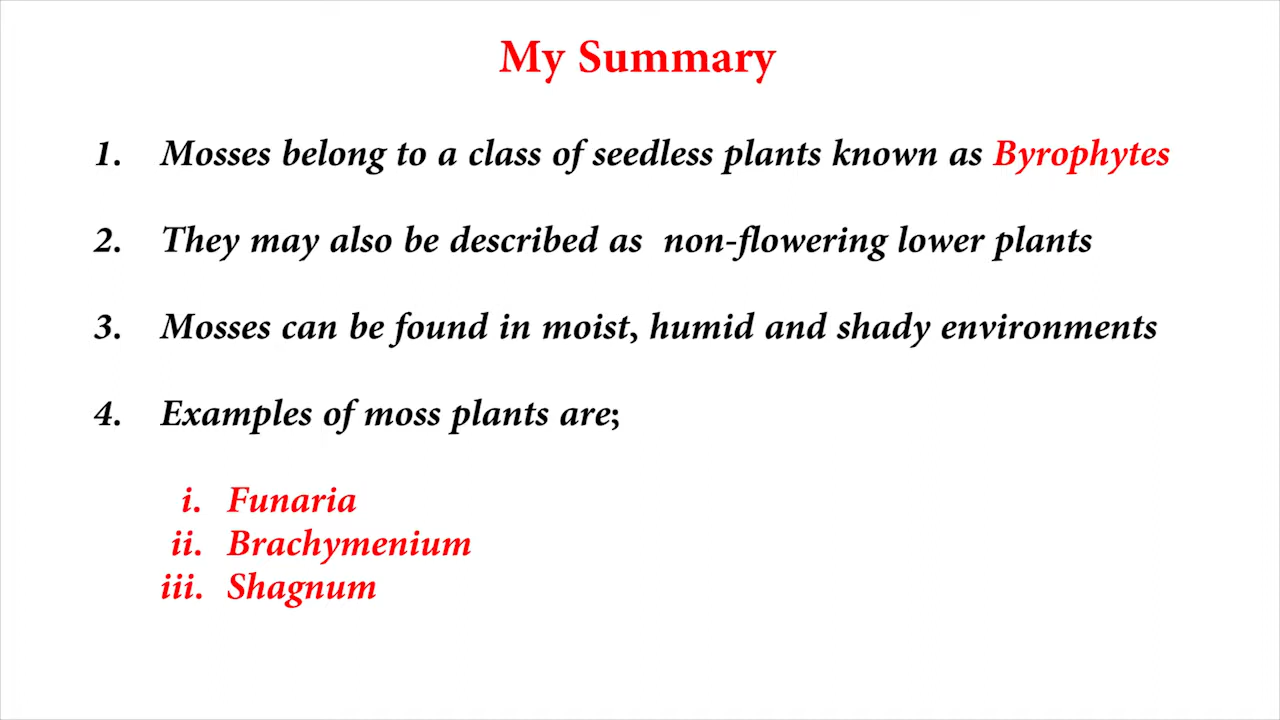 My Summary
1. Mosses belong to a class of seedless plants known as Byrophytes
2. They may also be described as non-flowering lower plants
3. Mosses can be found in moist, humid and shady environments
4. Examples of moss plants are;
i. Funaria
ii. Brachymenium
iii. Shagnum